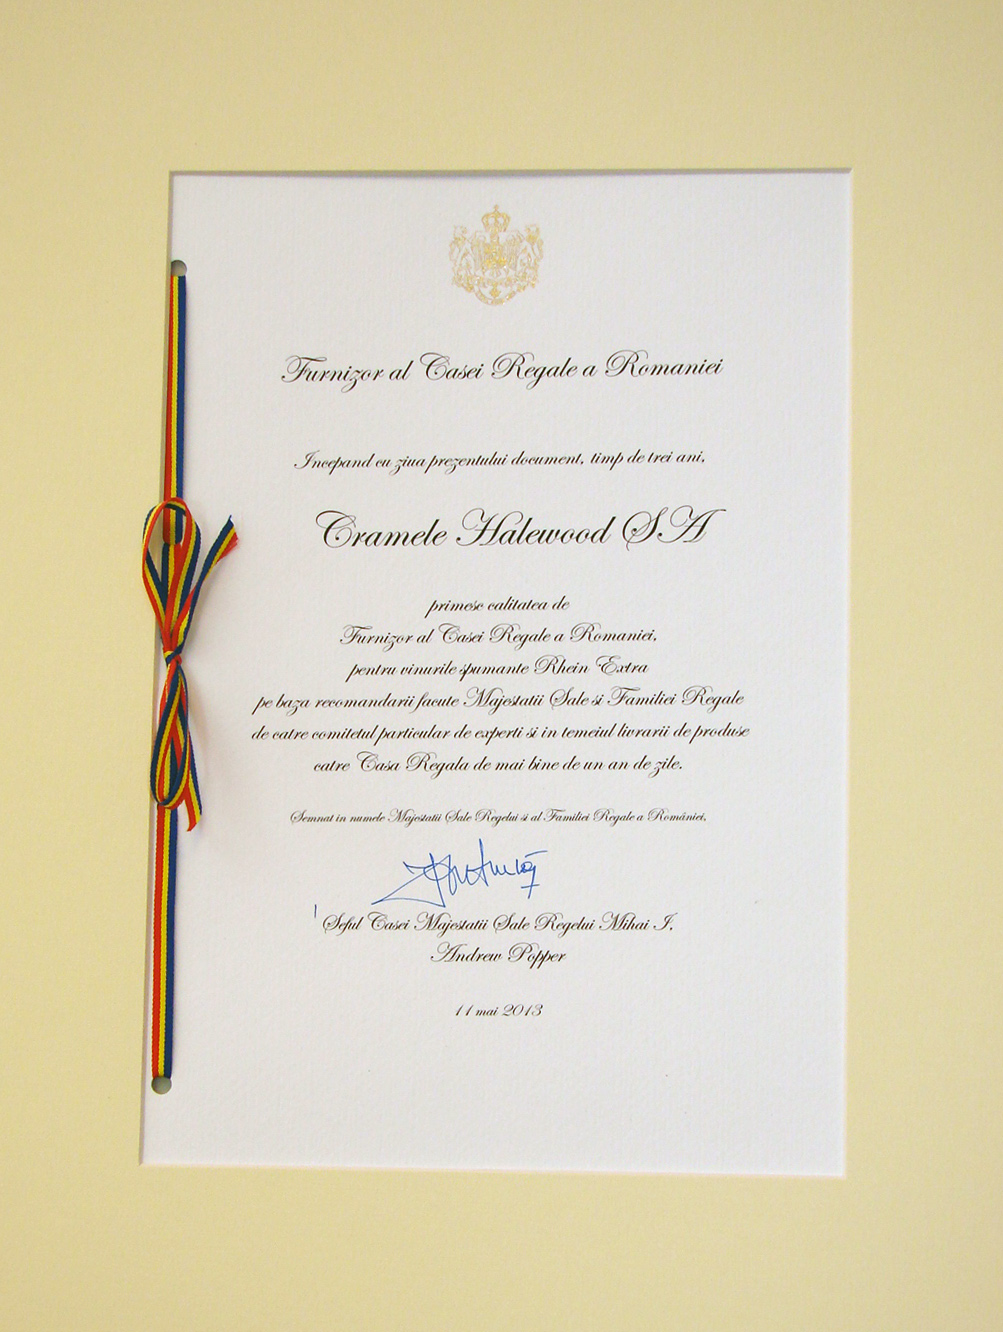 Furnizor al Casei Regale a Romaniei
Incepand cu ziua prezentului document, timp de trei ani,
Cramele Halewood SA
primesc calitatea de
Furnizor al Casei Regale a Romaniei,
pentru vinurile spumante Rhein Extra
pe baza recomandarii facute Majestatii Sale si Familiei Regale
de catre comitetul particular de experti si in temeiul livrarii de produse
catre Casa Regala de mai bine de un an de zile.
Semnat in numele Majestatii Sale Regelui si al Familiei Regale a României,
Seful Casei Majestatii Sale Regelui Mihai I,
Andrew Popper
11 mai 2013